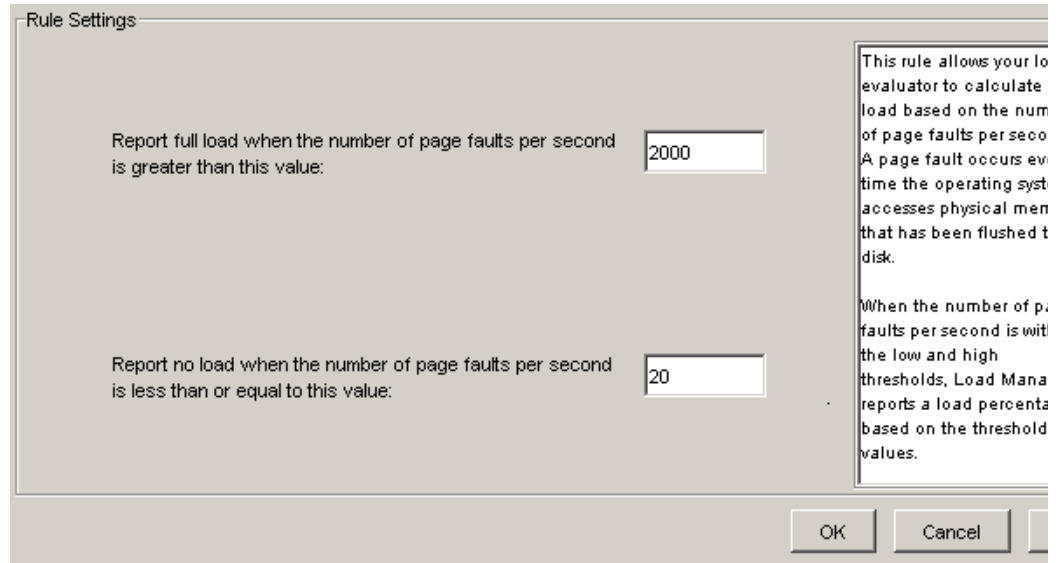 Rule Settings
Report full load when the number of page faults per second
is greater than this value:
2000
Report no load when the number of page faults per second
is less than or equal to this value:
20
This rule allows your lo
evaluator to calculate
load based on the num
of page faults per seco
A page fault occurs eve
time the operating syste
accesses physical mem
that has been flushed t
disk.
When the number of pa
faults per second is with
the low and high
thresholds, Load Mana
reports a load percenta
based on the threshold
values.
OK
Cancel